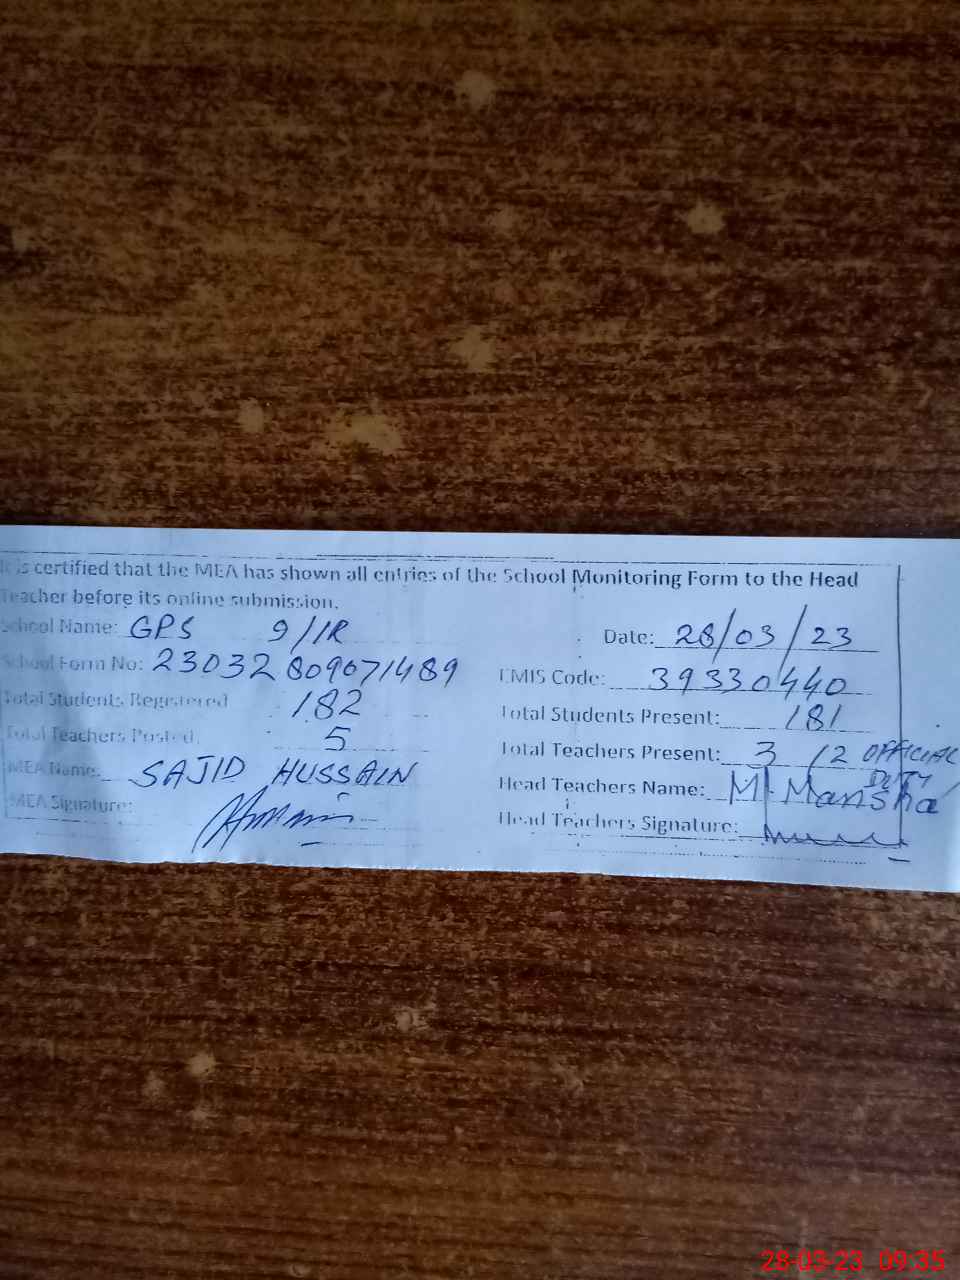 It is certified that the MEA has shown all entries of the School Monitoring Form to the Head
Teacher before its online submission.
School Name: GPS 9/1R Date: 28/03/23
School Form No: 23032809071489 EMIS Code: 39330440
Total Students Registered 182 Total Students Present: 181
Total Teachers Posted. 5 Total Teachers Present: 3 /2 OFFICIAL DUTY
MEA Name: SAJID HUSSAIN Head Teachers Name: M Mansha
MEA Signature: Head Teachers Signature:
28-03-23 09:35